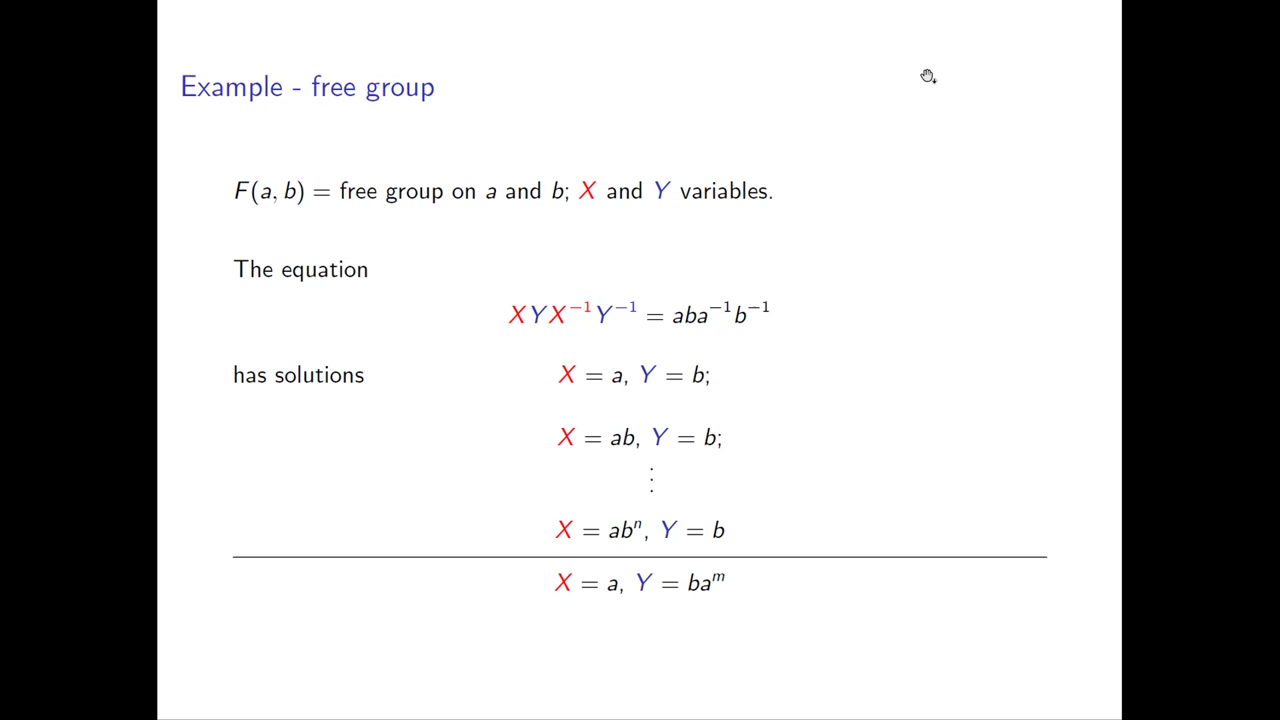 Example - free group
F(a, b) = free group on a and b; X and Y variables.
The equation
XYX⁻¹Y⁻¹ = aba⁻¹b⁻¹
has solutions X = a, Y = b;
X = ab, Y = b;
⋮
X = abⁿ, Y = b
X = a, Y = baᵐ